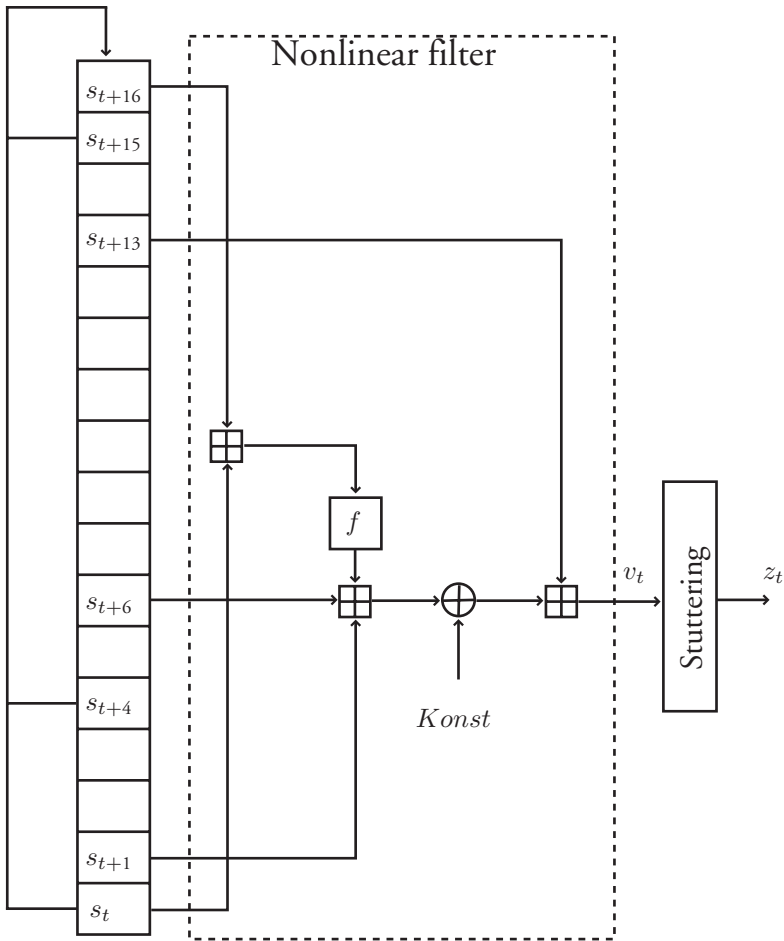 Nonlinear filter
s_{t+16}
s_{t+15}
s_{t+13}
f
s_{t+6}
v_t
z_t
Stuttering
s_{t+4}
Konst
s_{t+1}
s_t